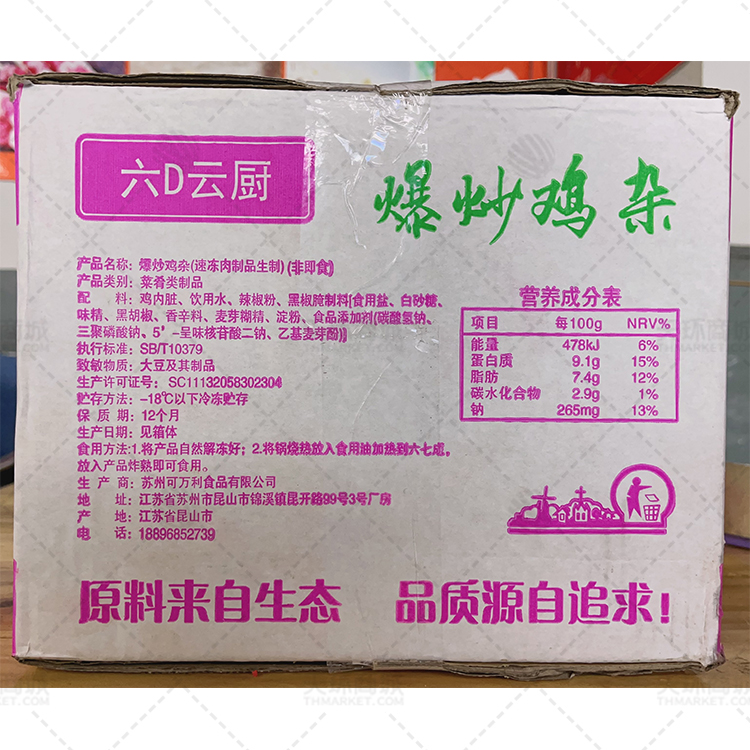 六D云厨
爆炒鸡杂
产品名称：爆炒鸡杂(速冻肉制品生制)(非即食)
产品类别：菜肴类制品
配 料：鸡内脏、饮用水、辣椒粉、黑椒腌制料[食用盐、白砂糖、
味精、黑胡椒、香辛料、麦芽糊精、淀粉、食品添加剂(碳酸氢钠、
三聚磷酸钠、5’-呈味核苷酸二钠、乙基麦芽酚)]
执行标准：SB/T10379
致敏物质：大豆及其制品
生产许可证号：SC11132058302304
贮存方法：-18℃以下冷冻贮存
保 质 期：12个月
生产日期：见箱体
食用方法:1.将产品自然解冻好；2.将锅烧热放入食用油加热到六七成,
放入产品炸熟即可食用。
生 产 商：苏州可万利食品有限公司
地 址：江苏省苏州市昆山市锦溪镇昆开路99号3号厂房
产 地：江苏省昆山市
电 话：18896852739
营养成分表
项目 每100g NRV%
能量 478kJ 6%
蛋白质 9.1g 15%
脂肪 7.4g 12%
碳水化合物 2.9g 1%
钠 265mg 13%
原料来自生态 品质源自追求!
THMARKET.COM